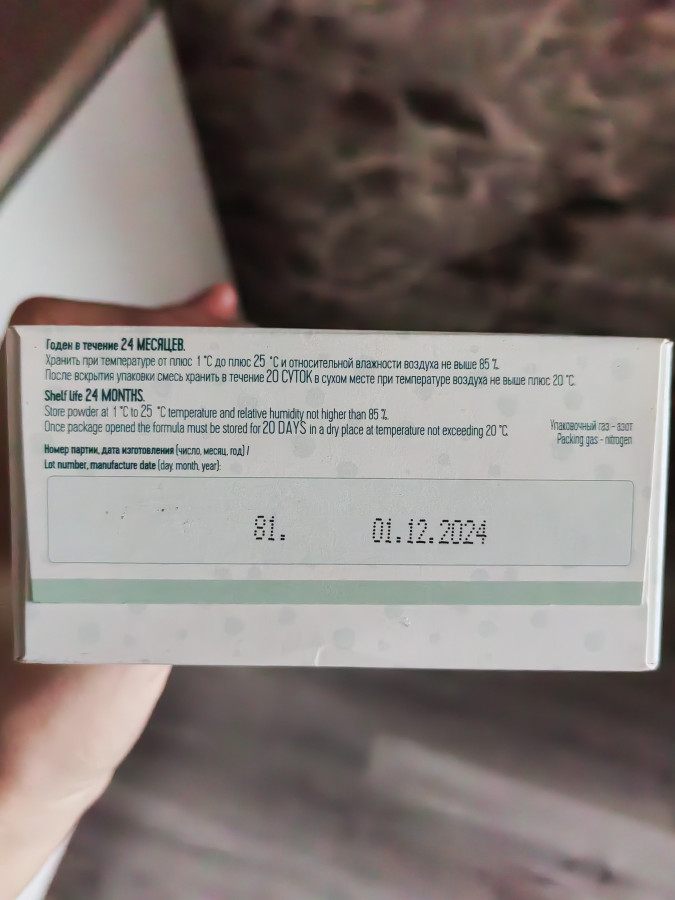 Годен в течение 24 МЕСЯЦЕВ.
Хранить при температуре от плюс 1 °С до плюс 25 °С и относительной влажности воздуха не выше 85 %.
После вскрытия упаковки смесь хранить в течение 20 СУТОК в сухом месте при температуре воздуха не выше плюс 20 °С.
Shelf life 24 MONTHS.
Store powder at 1 °C to 25 °C temperature and relative humidity not higher than 85 %.
Once package opened the formula must be stored for 20 DAYS in a dry place at temperature not exceeding 20 °C.
Упаковочный газ - азот
Packing gas - nitrogen
Номер партии, дата изготовления (число, месяц, год) /
Lot number, manufacture date (day, month, year):
81. 01.12.2024